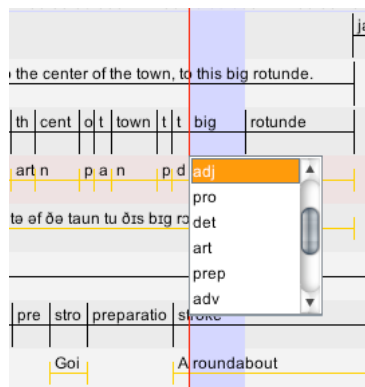 ja
the center of the town, to this big rotunde.
th cent o t town t t big rotunde
art n p a n p d
adj
pro
tə əf ðə taun tu ðɪs bɪg
det
art
prep
adv
pre stro preparatio stroke
Goi A roundabout